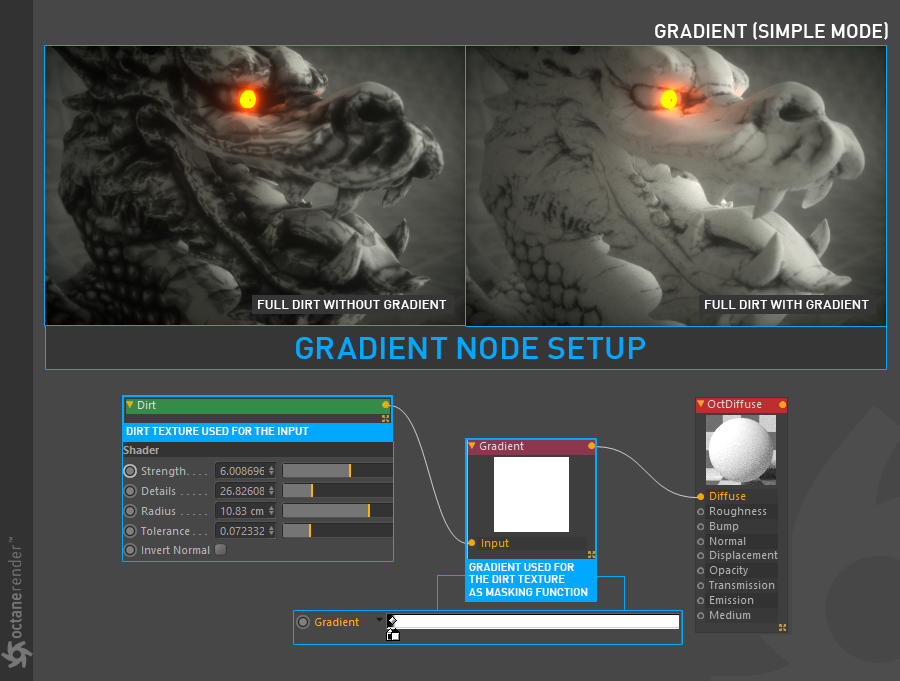 GRADIENT (SIMPLE MODE)
FULL DIRT WITHOUT GRADIENT
FULL DIRT WITH GRADIENT
GRADIENT NODE SETUP
Dirt
DIRT TEXTURE USED FOR THE INPUT
Shader
Strength. . . . 6.008696
Details . . . . . 26.82608
Radius . . . . . 10.83 cm
Tolerance . . . 0.072332
Invert Normal
Gradient
Input
GRADIENT USED FOR
THE DIRT TEXTURE
AS MASKING FUNCTION
Gradient
OctDiffuse
Diffuse
Roughness
Bump
Normal
Displacement
Opacity
Transmission
Emission
Medium
octanerender™